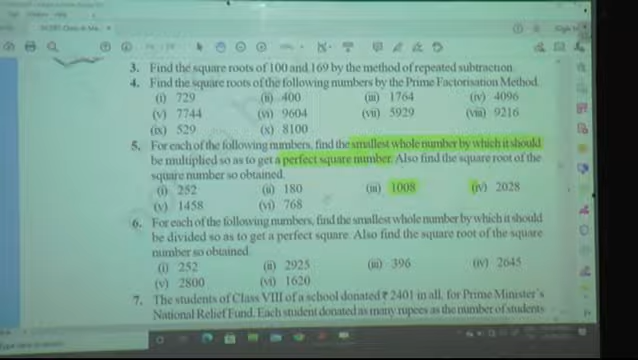 3. Find the square roots of 100 and 169 by the method of repeated subtraction.
4. Find the square roots of the following numbers by the Prime Factorisation Method.
(i) 729 (ii) 400 (iii) 1764 (iv) 4096
(v) 7744 (vi) 9604 (vii) 5929 (viii) 9216
(ix) 529 (x) 8100
5. For each of the following numbers, find the smallest whole number by which it should
be multiplied so as to get a perfect square number. Also find the square root of the
square number so obtained.
(i) 252 (ii) 180 (iii) 1008 (iv) 2028
(v) 1458 (vi) 768
6. For each of the following numbers, find the smallest whole number by which it should
be divided so as to get a perfect square. Also find the square root of the square
number so obtained.
(i) 252 (ii) 2925 (iii) 396 (iv) 2645
(v) 2800 (vi) 1620
7. The students of Class VIII of a school donated ₹ 2401 in all, for Prime Minister's
National Relief Fund. Each student donated as many rupees as the number of students